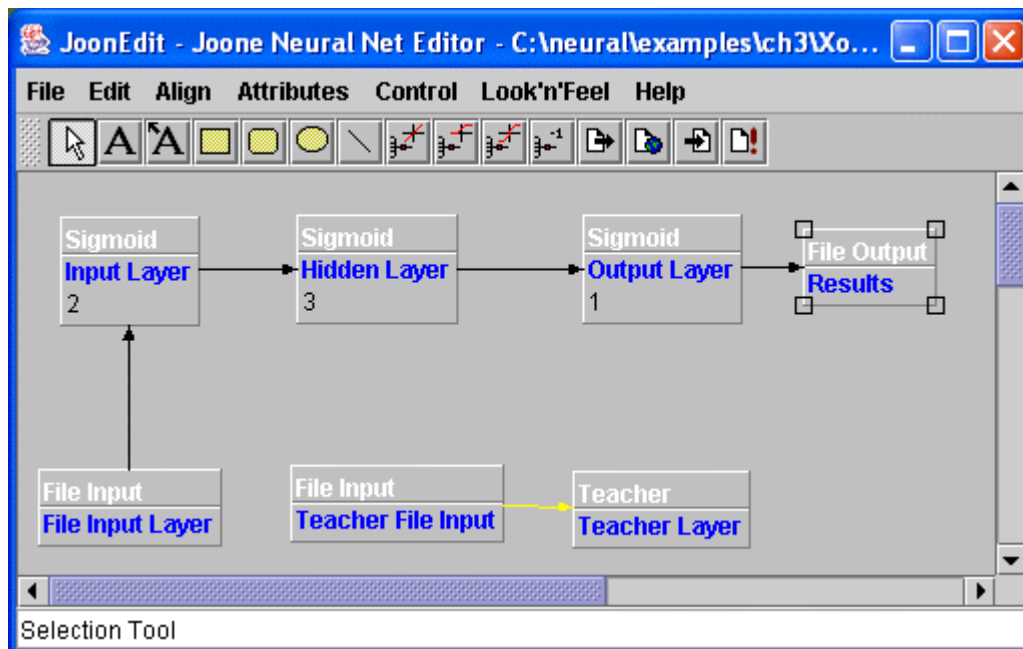 JoonEdit - Joone Neural Net Editor - C:\neural\examples\ch3\Xo...
File Edit Align Attributes Control Look'n'Feel Help
A A -1
Sigmoid
Input Layer
2
Sigmoid
Hidden Layer
3
Sigmoid
Output Layer
1
File Output
Results
File Input
File Input Layer
File Input
Teacher File Input
Teacher
Teacher Layer
Selection Tool